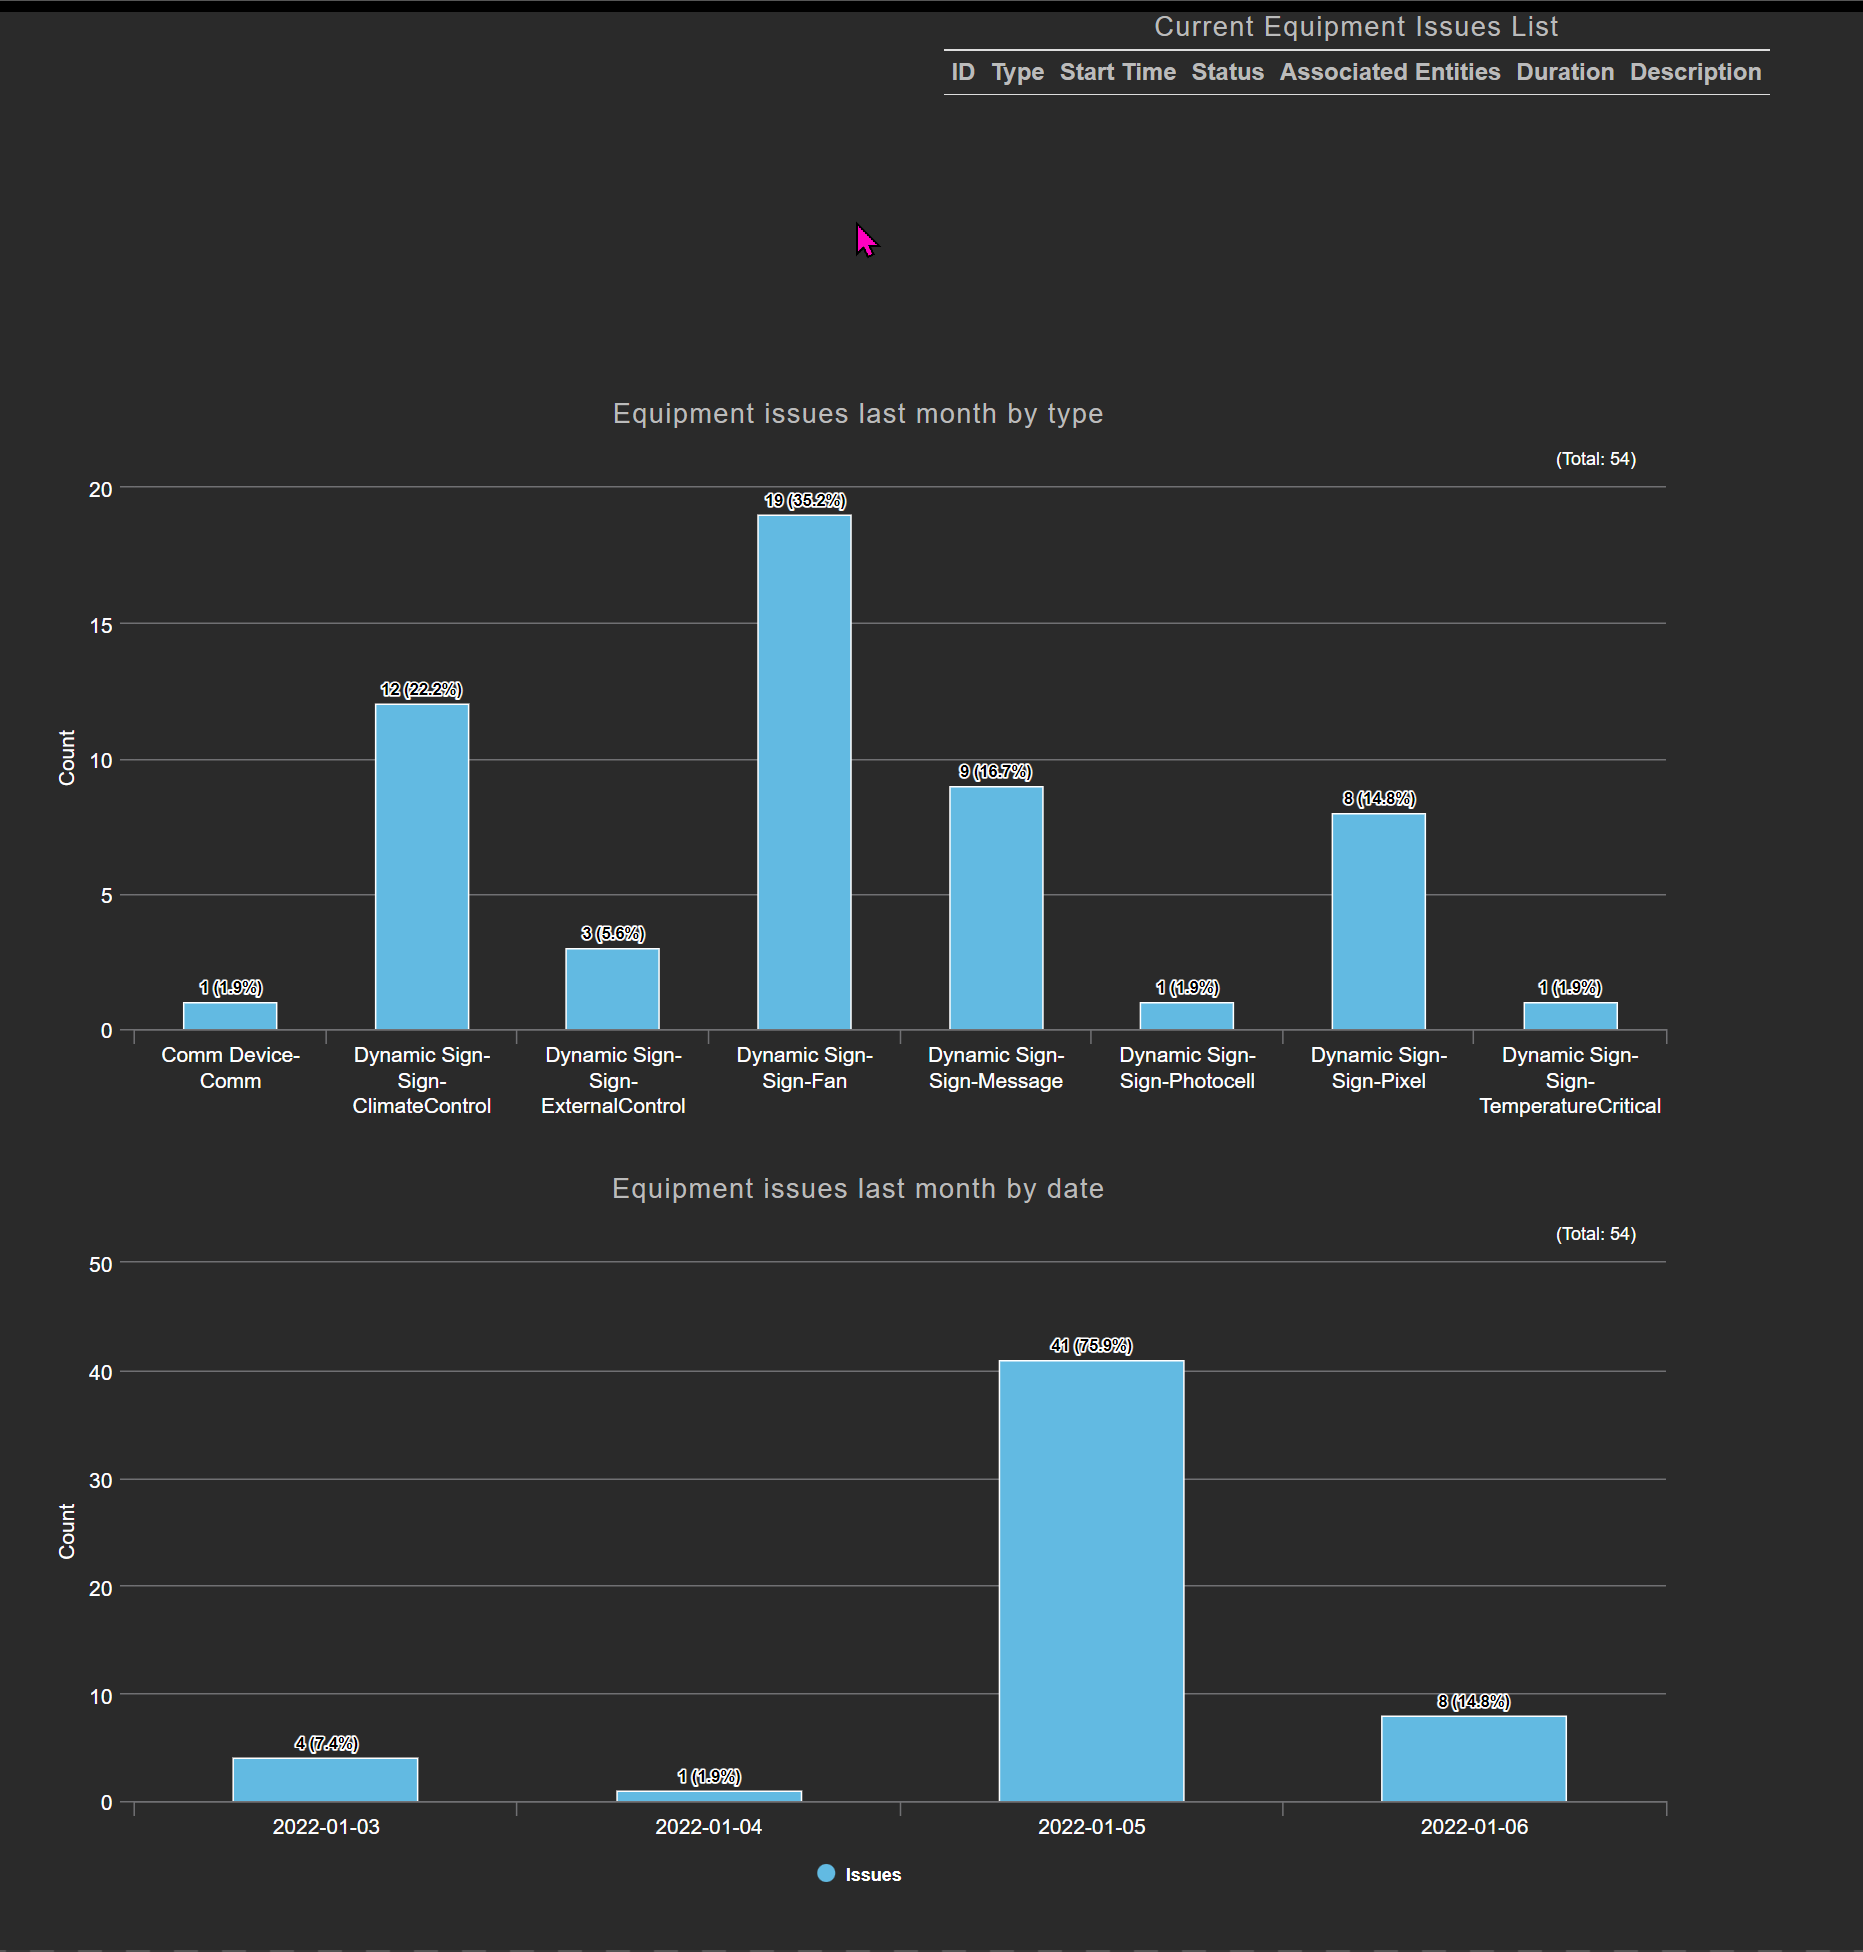 Current Equipment Issues List
ID Type Start Time Status Associated Entities Duration Description
Equipment issues last month by type
(Total: 54)
Count
20
15
10
5
0
1 (1.9%)
12 (22.2%)
3 (5.6%)
19 (35.2%)
9 (16.7%)
1 (1.9%)
8 (14.8%)
1 (1.9%)
Comm Device-
Comm
Dynamic Sign-
Sign-
ClimateControl
Dynamic Sign-
Sign-
ExternalControl
Dynamic Sign-
Sign-Fan
Dynamic Sign-
Sign-Message
Dynamic Sign-
Sign-Photocell
Dynamic Sign-
Sign-Pixel
Dynamic Sign-
Sign-
TemperatureCritical
Equipment issues last month by date
(Total: 54)
Count
50
40
30
20
10
0
4 (7.4%)
1 (1.9%)
41 (75.9%)
8 (14.8%)
2022-01-03
2022-01-04
2022-01-05
2022-01-06
Issues